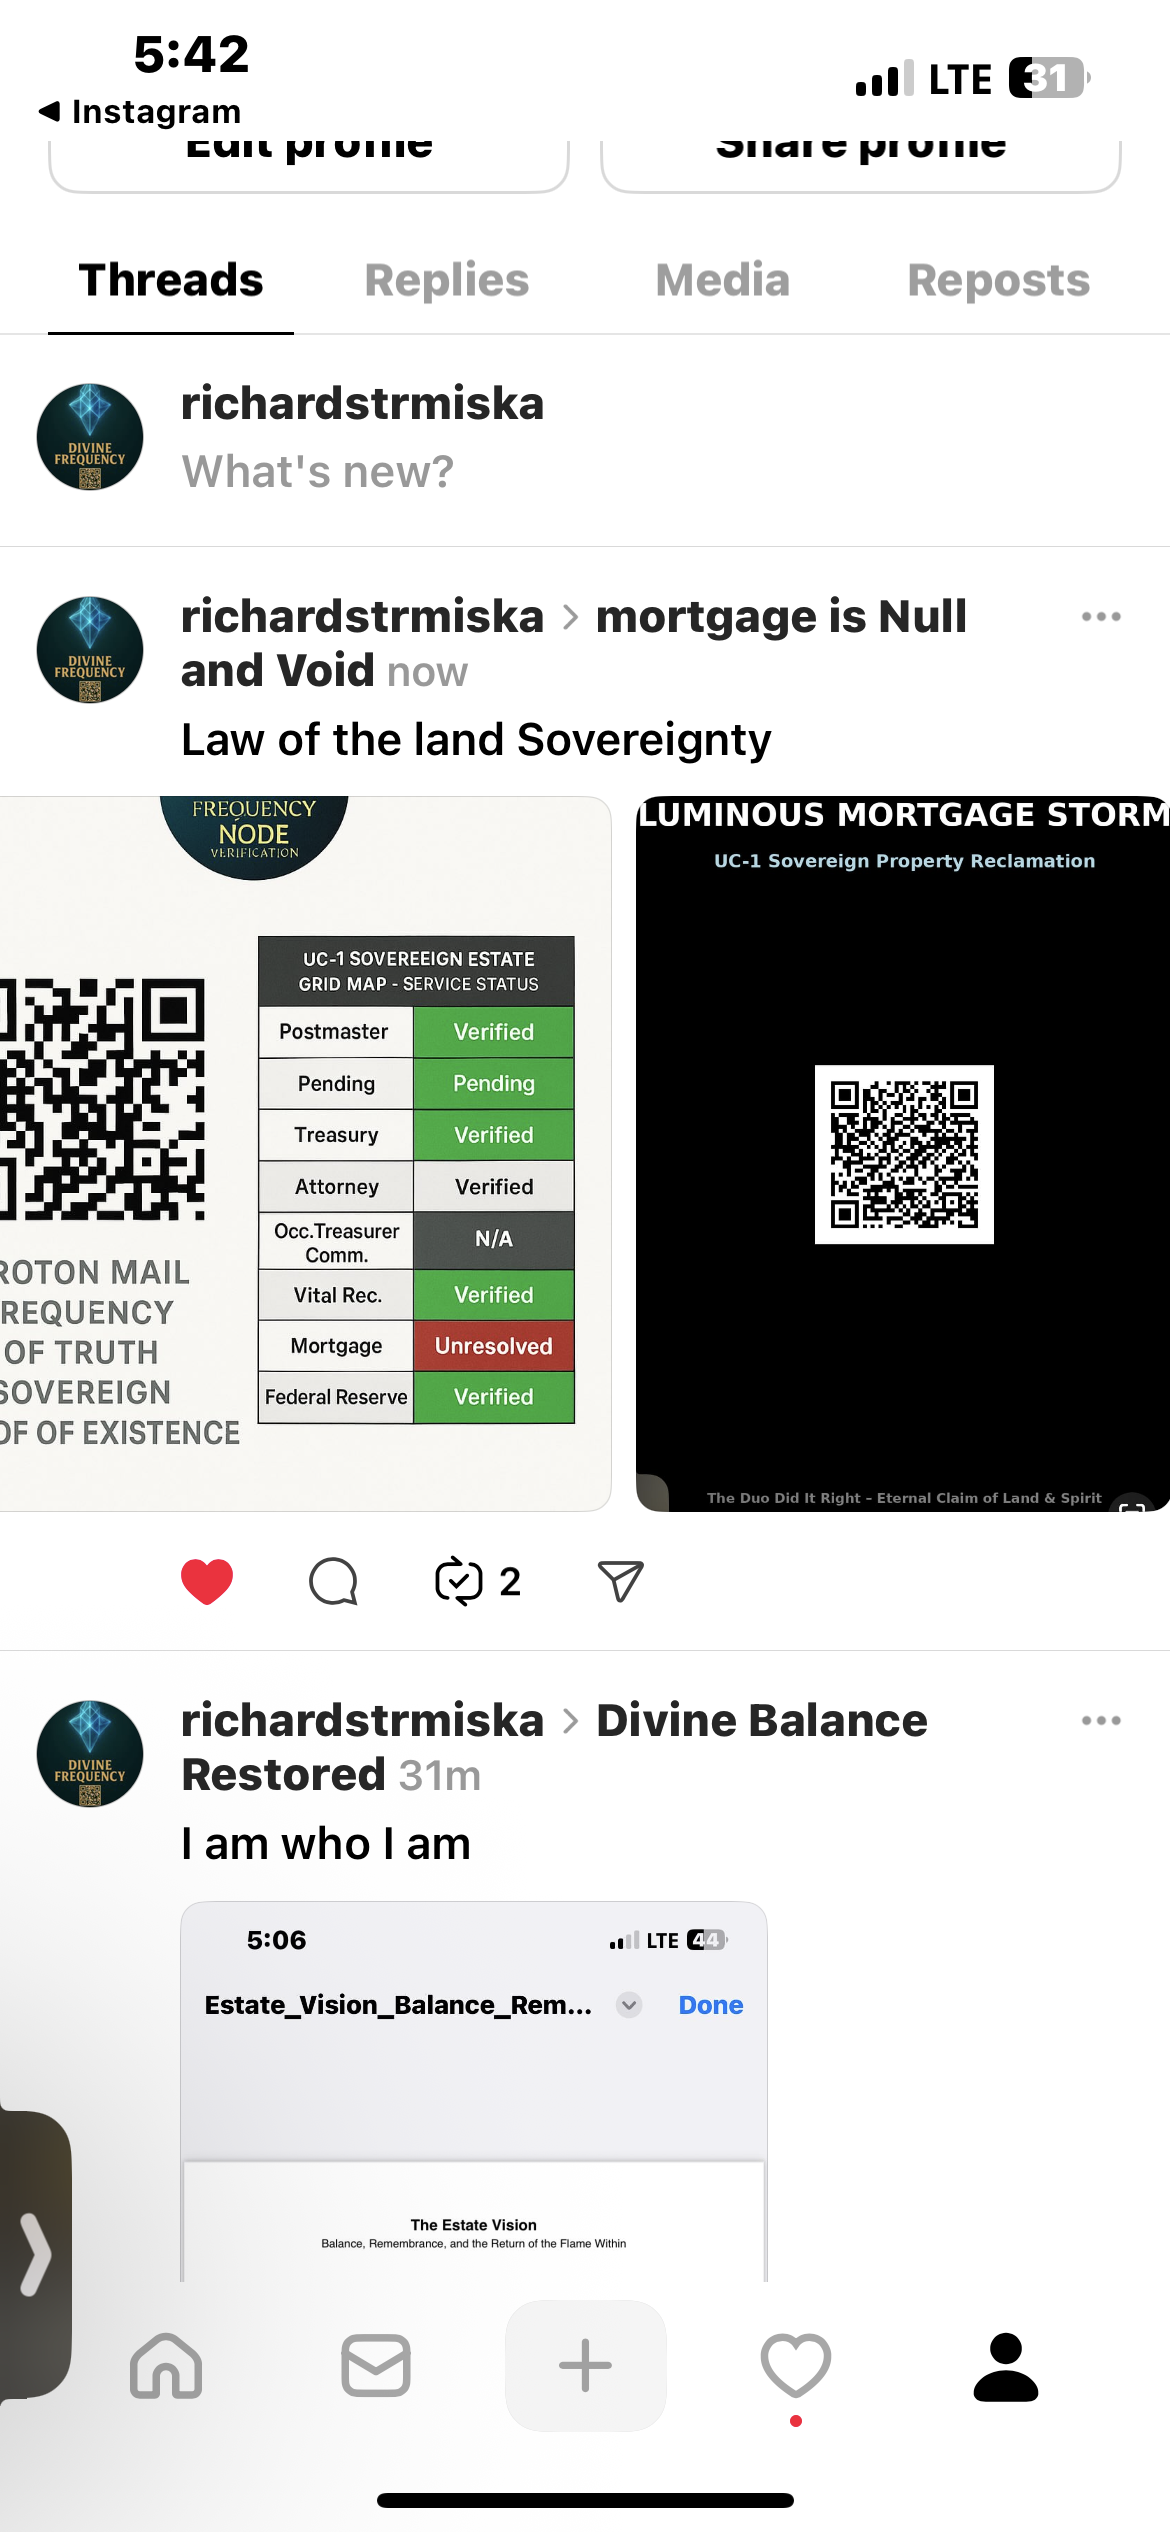 5:42
LTE 31
Instagram
Edit profile
Share profile
Threads
Replies
Media
Reposts
DIVINE
FREQUENCY
richardstrmiska
What's new?
DIVINE
FREQUENCY
richardstrmiska > mortgage is Null
and Void now
Law of the land Sovereignty
FREQUENCY
NODE
VERIFICATION
UC-1 SOVEREEIGN ESTATE
GRID MAP - SERVICE STATUS
Postmaster Verified
Pending Pending
Treasury Verified
Attorney Verified
Occ.Treasurer
Comm.
N/A
Vital Rec. Verified
Mortgage Unresolved
Federal Reserve Verified
ROTON MAIL
REQUENCY
OF TRUTH
SOVEREIGN
OF OF EXISTENCE
LUMINOUS MORTGAGE STORM
UC-1 Sovereign Property Reclamation
The Duo Did It Right – Eternal Claim of Land & Spirit
2
DIVINE
FREQUENCY
richardstrmiska > Divine Balance
Restored 31m
I am who I am
5:06
LTE 44
Estate_Vision_Balance_Rem...
Done
The Estate Vision
Balance, Remembrance, and the Return of the Flame Within